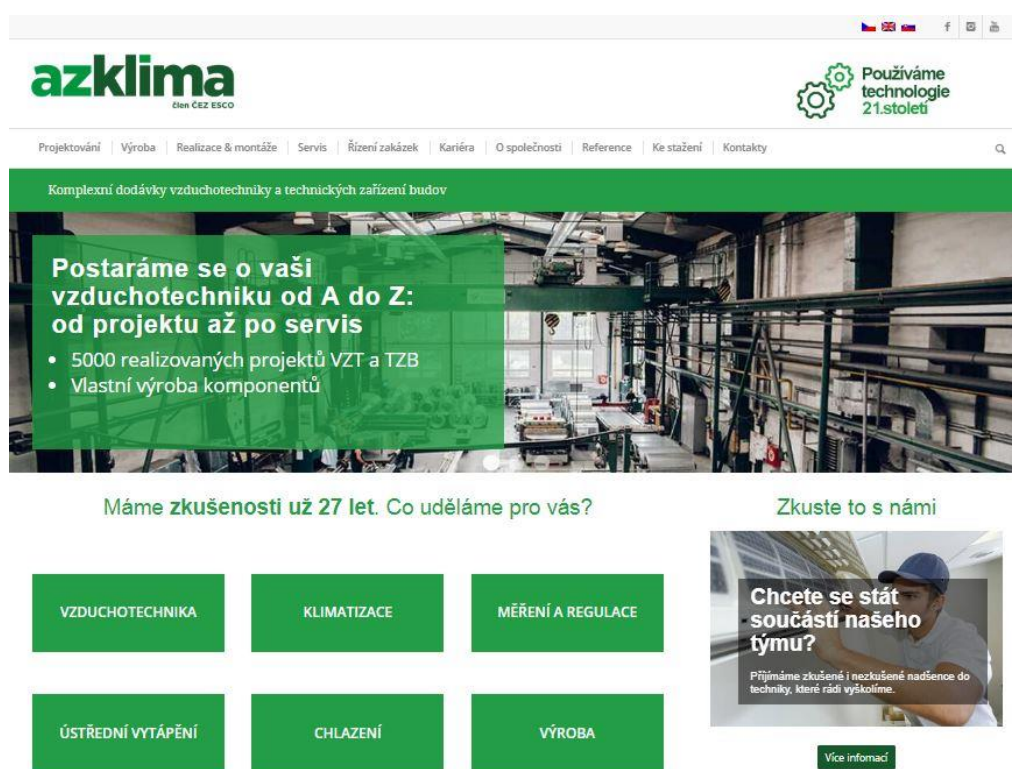 azklima
člen ČEZ ESCO
Používáme
technologie
21.století
Projektování
Výroba
Realizace & montáže
Servis
Řízení zakázek
Kariéra
O společnosti
Reference
Ke stažení
Kontakty
Komplexní dodávky vzduchotechniky a technických zařízení budov
Postaráme se o vaši
vzduchotechniku od A do Z:
od projektu až po servis
• 5000 realizovaných projektů VZT a TZB
• Vlastní výroba komponentů
Máme zkušenosti už 27 let. Co uděláme pro vás?
Zkuste to s námi
VZDUCHOTECHNIKA
KLIMATIZACE
MĚŘENÍ A REGULACE
Chcete se stát
součástí našeho
týmu?
Přijímáme zkušené i nezkušené nadšence do
techniky, které rádi vyškolíme.
ÚSTŘEDNÍ VYTÁPĚNÍ
CHLAZENÍ
VÝROBA
Více infomací